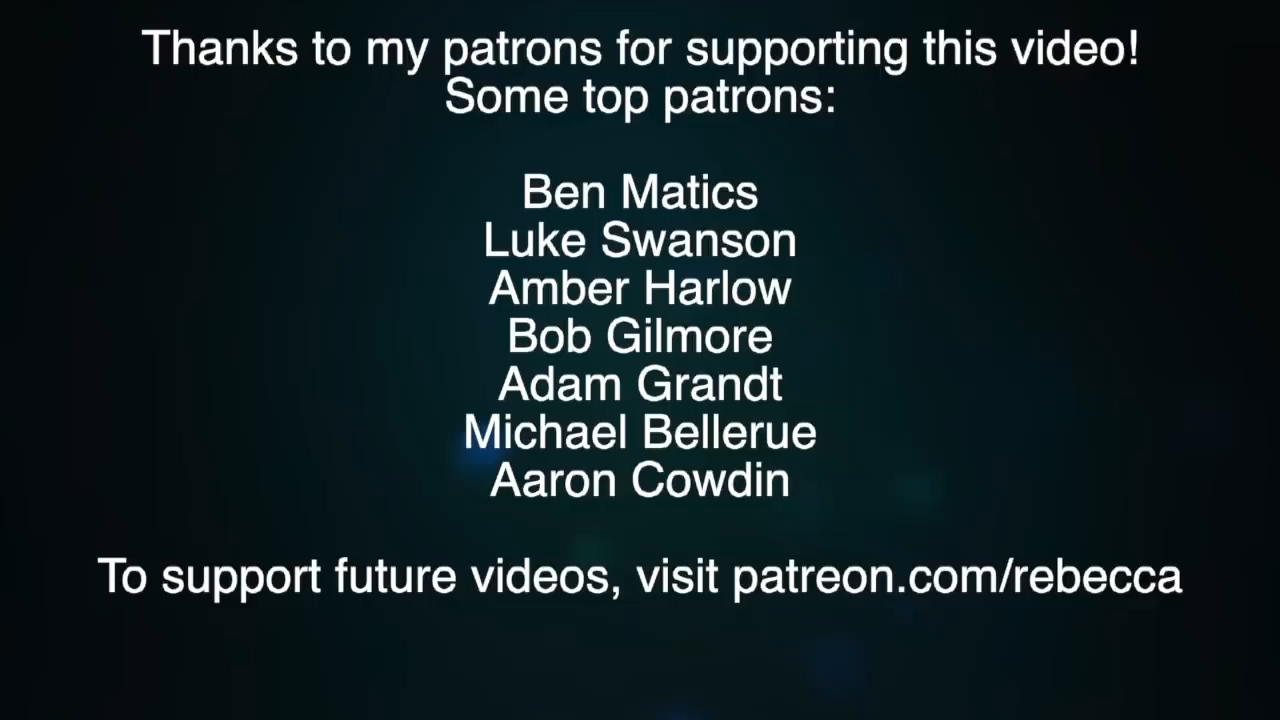 Thanks to my patrons for supporting this video!
Some top patrons:
Ben Matics
Luke Swanson
Amber Harlow
Bob Gilmore
Adam Grandt
Michael Bellerue
Aaron Cowdin
To support future videos, visit patreon.com/rebecca